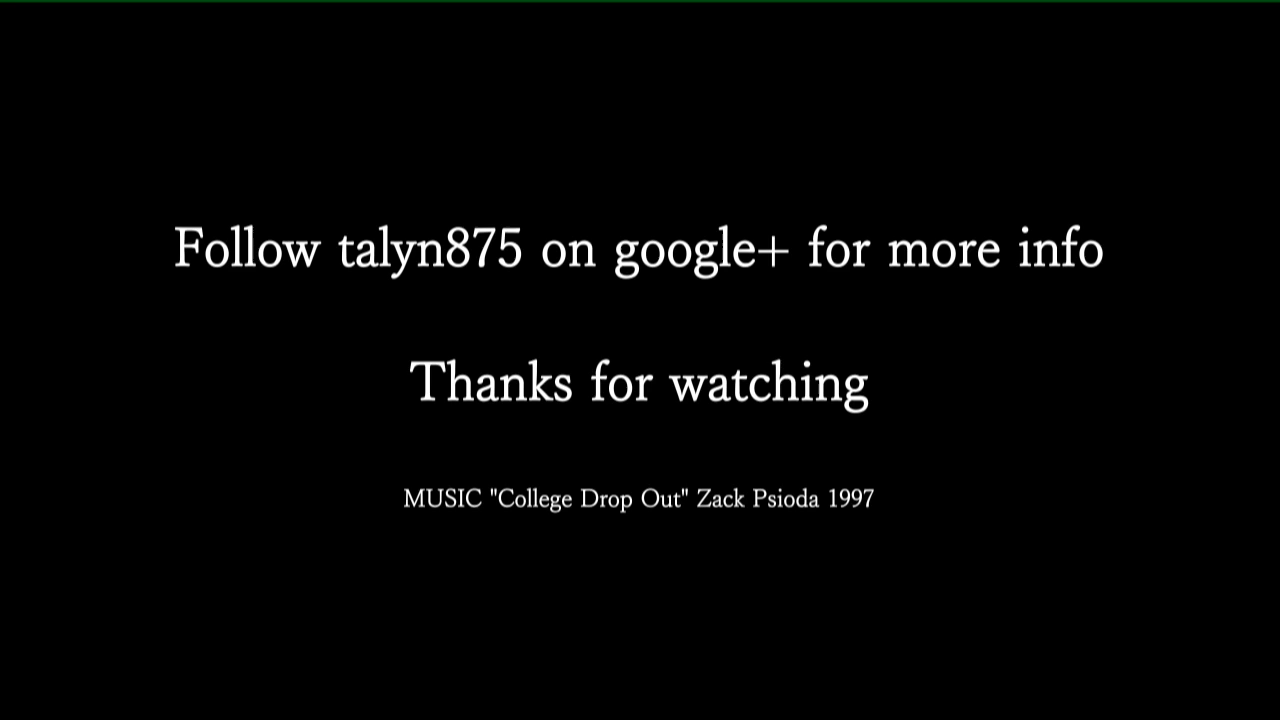 Follow talyn875 on google+ for more info
Thanks for watching
MUSIC "College Drop Out" Zack Psioda 1997